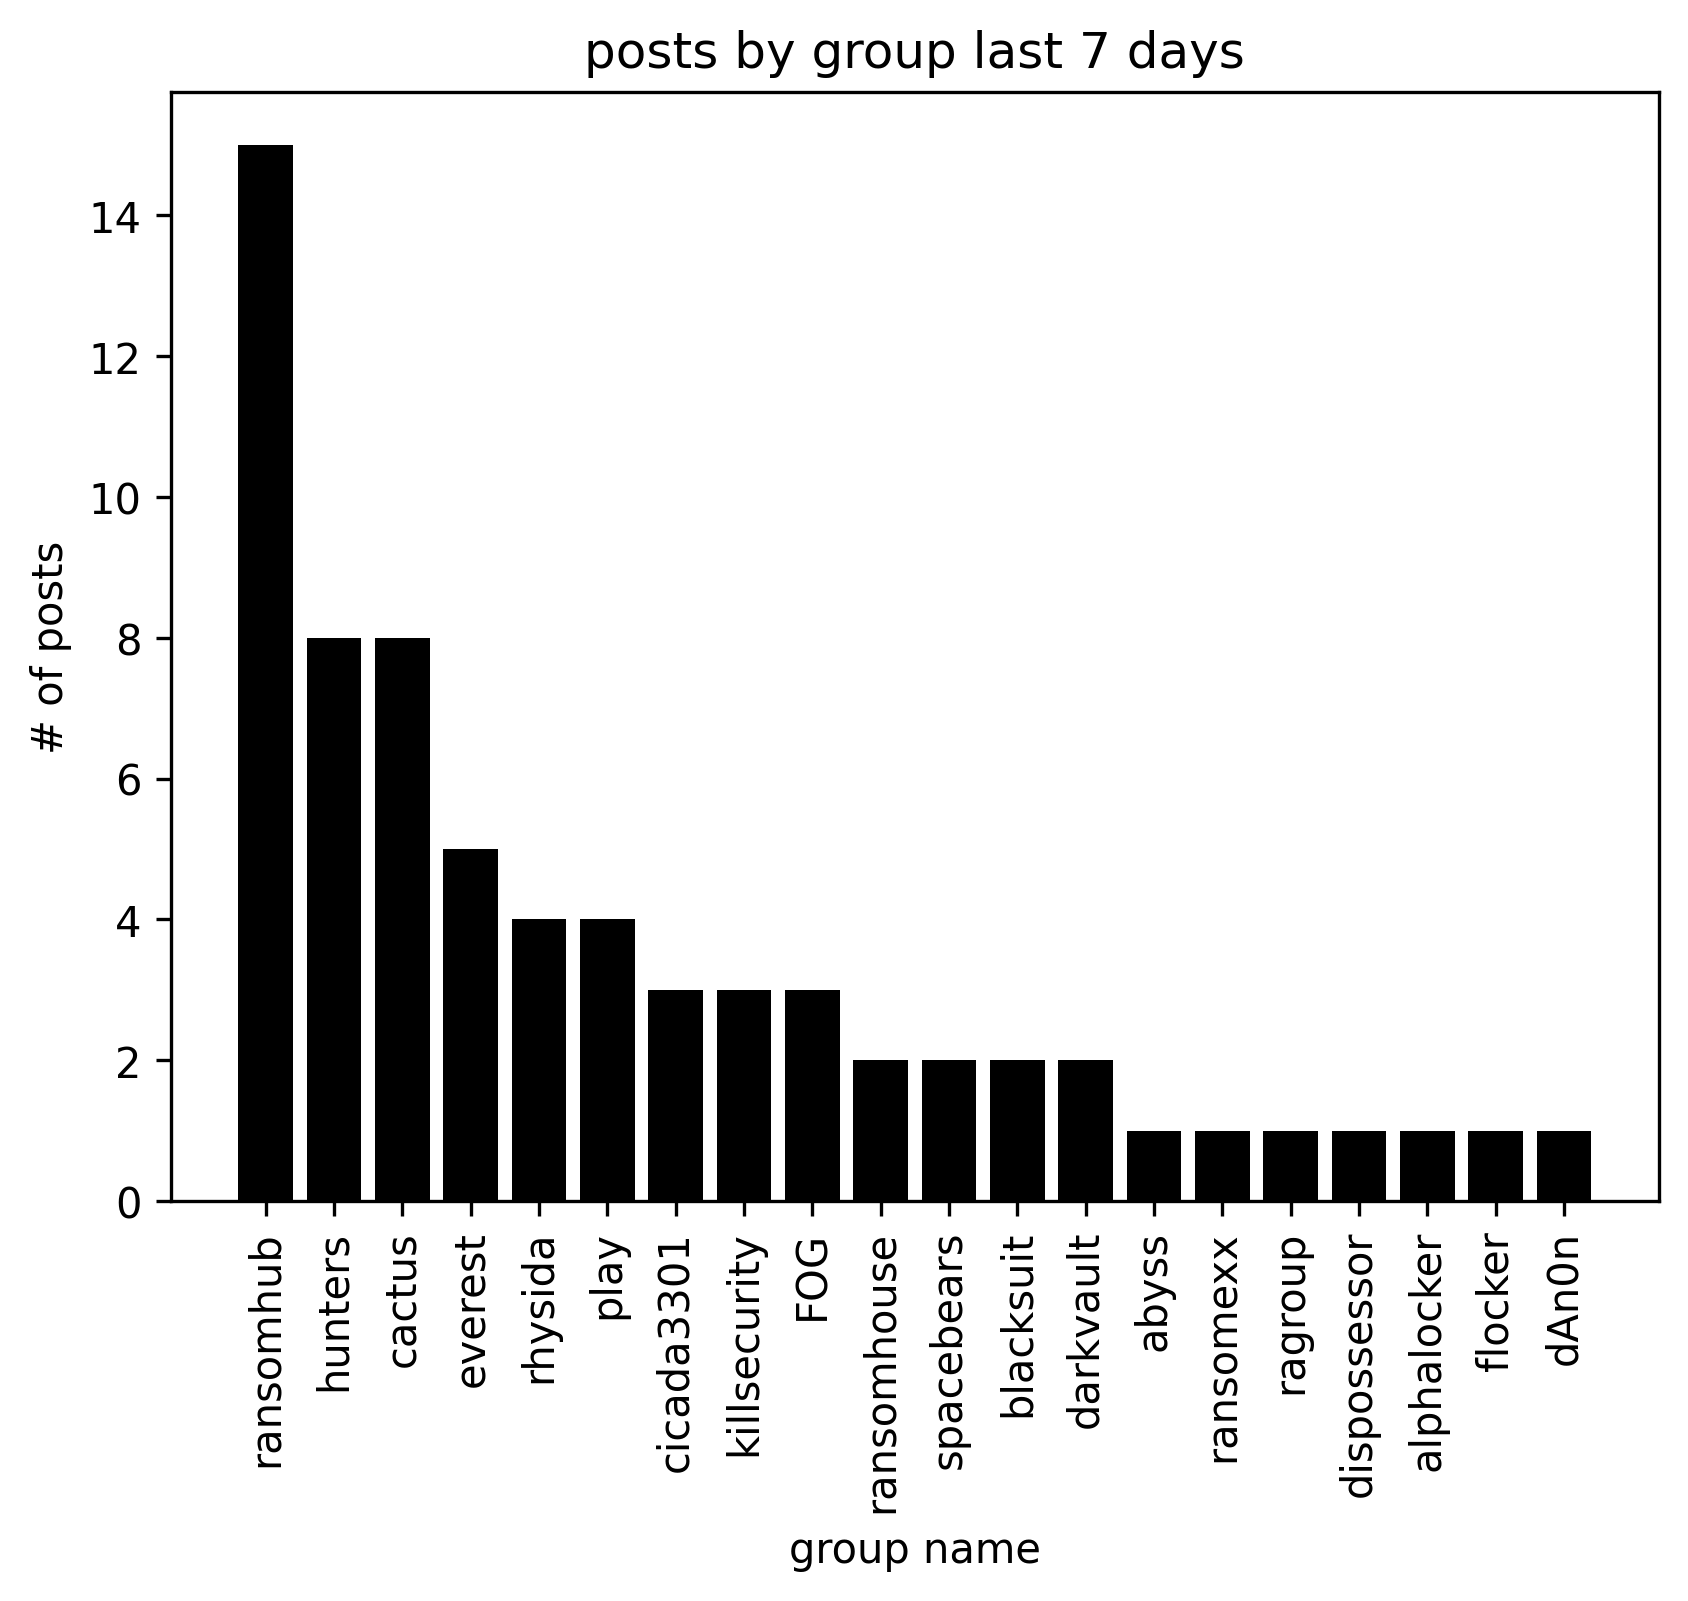 posts by group last 7 days
# of posts
14
12
10
8
6
4
2
0
ransomhub
hunters
cactus
everest
rhysida
play
cicada3301
killsecurity
FOG
ransomhouse
spacebears
blacksuit
darkvault
abyss
ransomexx
ragroup
dispossessor
alphalocker
flocker
dAn0n
group name